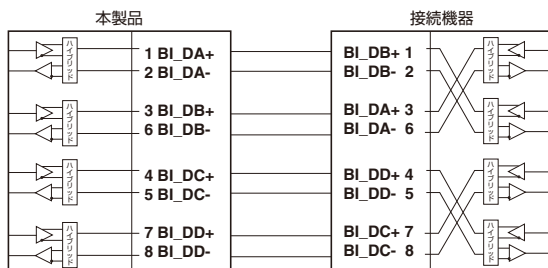 本製品 接続機器
ハイブリッド 1 BI_DA+ BI_DB+ 1 ハイブリッド
2 BI_DA- BI_DB- 2
ハイブリッド 3 BI_DB+ BI_DA+ 3 ハイブリッド
6 BI_DB- BI_DA- 6
ハイブリッド 4 BI_DC+ BI_DD+ 4 ハイブリッド
5 BI_DC- BI_DD- 5
ハイブリッド 7 BI_DD+ BI_DC+ 7 ハイブリッド
8 BI_DD- BI_DC- 8